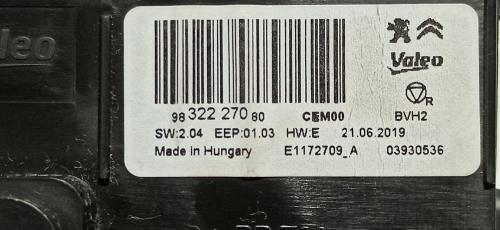 Valeo
Valeo
R
98 322 270 80 CEM00 BVH2
SW:2.04 EEP:01.03 HW:E 21.06.2019
Made in Hungary E1172709_A 03930536